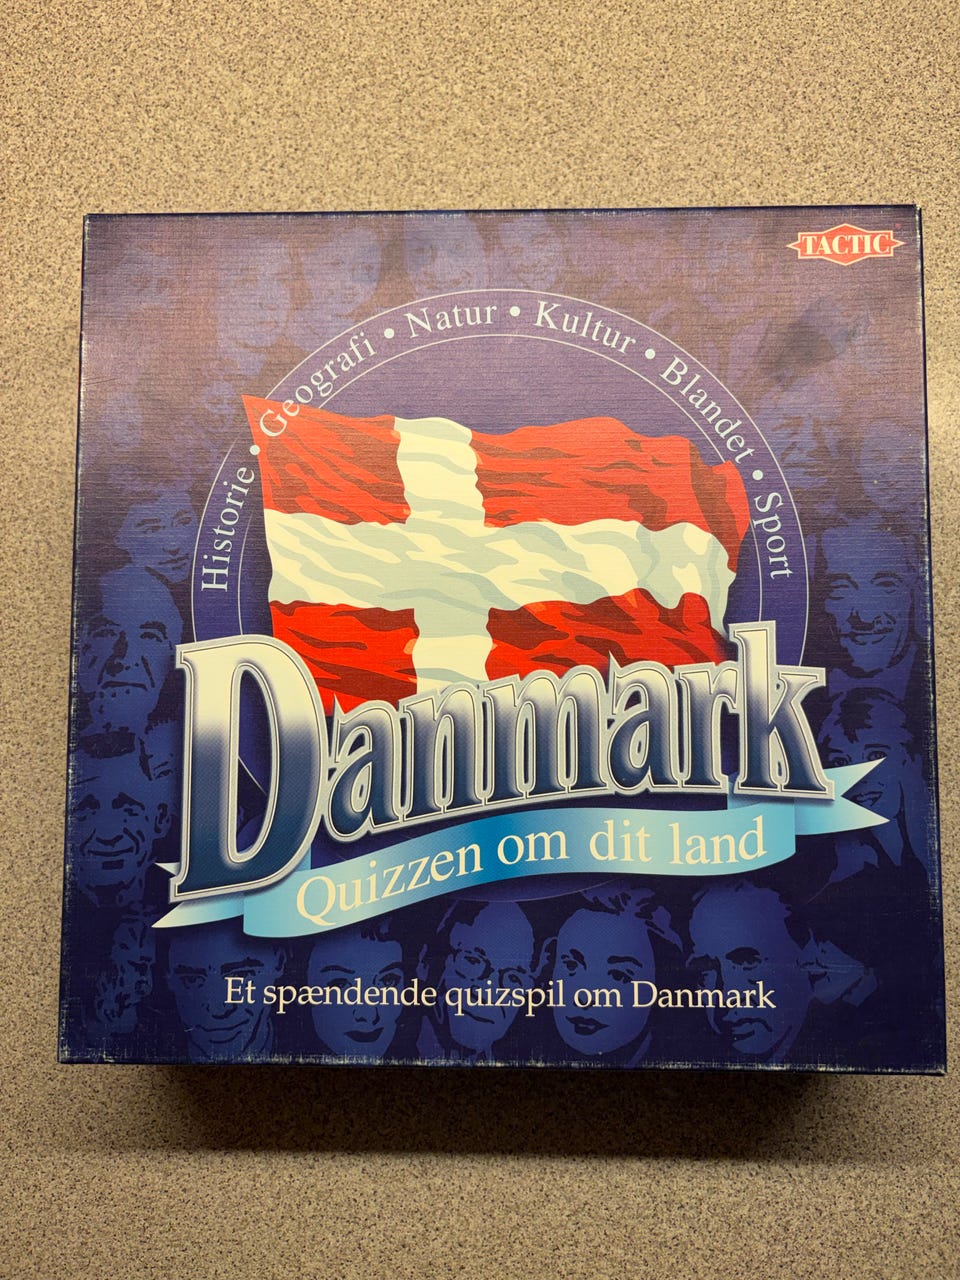 TACTIC
Historie • Geografi • Natur • Kultur • Blandet • Sport
Danmark
Quizzen om dit land
Et spændende quizspil om Danmark